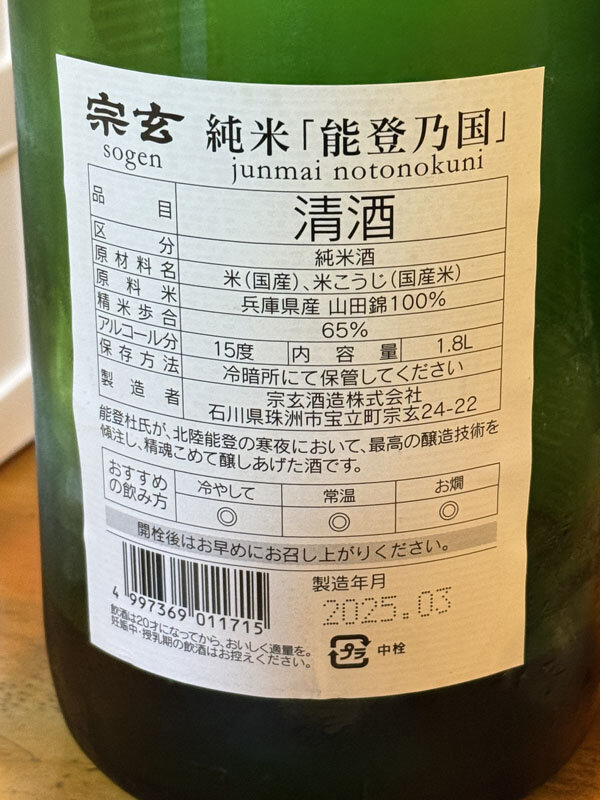 宗玄 純米「能登乃国」
sogen junmai notonokuni
品目 清酒
区分 純米酒
原材料名 米(国産)、米こうじ(国産米)
原料米 兵庫県産 山田錦100%
精米歩合 65%
アルコール分 15度 内容量 1.8L
保存方法 冷暗所にて保管してください
製造者 宗玄酒造株式会社
石川県珠洲市宝立町宗玄24-22
能登杜氏が、北陸能登の寒夜において、最高の醸造技術を
傾注し、精魂こめて醸しあげた酒です。
おすすめの飲み方 冷やして 常温 お燗
◎ ◎ ◎
開栓後はお早めにお召し上がりください。
4 997369 011715
製造年月
2025.03
飲酒は20才になってから、おいしく適量を。
妊娠中・授乳期の飲酒はお控えください。
プラ 中栓